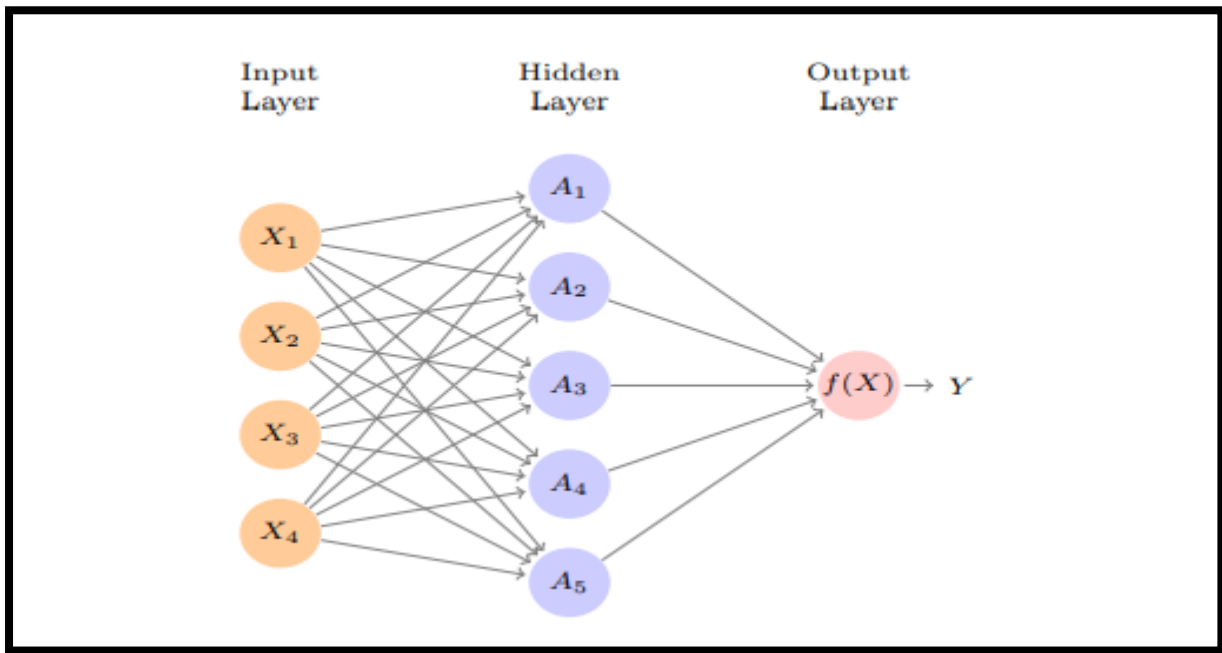 Input
Layer
Hidden
Layer
Output
Layer
X₁
X₂
X₃
X₄
A₁
A₂
A₃
A₄
A₅
f(X)
Y